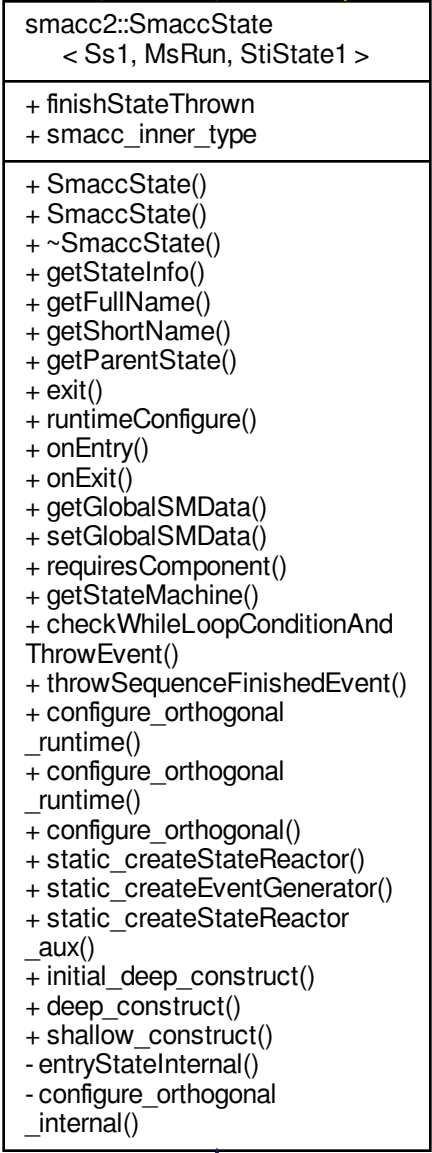 smacc2::SmaccState
< Ss1, MsRun, StiState1 >
+ finishStateThrown
+ smacc_inner_type
+ SmaccState()
+ SmaccState()
+ ~SmaccState()
+ getStateInfo()
+ getFullName()
+ getShortName()
+ getParentState()
+ exit()
+ runtimeConfigure()
+ onEntry()
+ onExit()
+ getGlobalSMData()
+ setGlobalSMData()
+ requiresComponent()
+ getStateMachine()
+ checkWhileLoopConditionAnd
ThrowEvent()
+ throwSequenceFinishedEvent()
+ configure_orthogonal
_runtime()
+ configure_orthogonal
_runtime()
+ configure_orthogonal()
+ static_createStateReactor()
+ static_createEventGenerator()
+ static_createStateReactor
_aux()
+ initial_deep_construct()
+ deep_construct()
+ shallow_construct()
- entryStateInternal()
- configure_orthogonal
_internal()